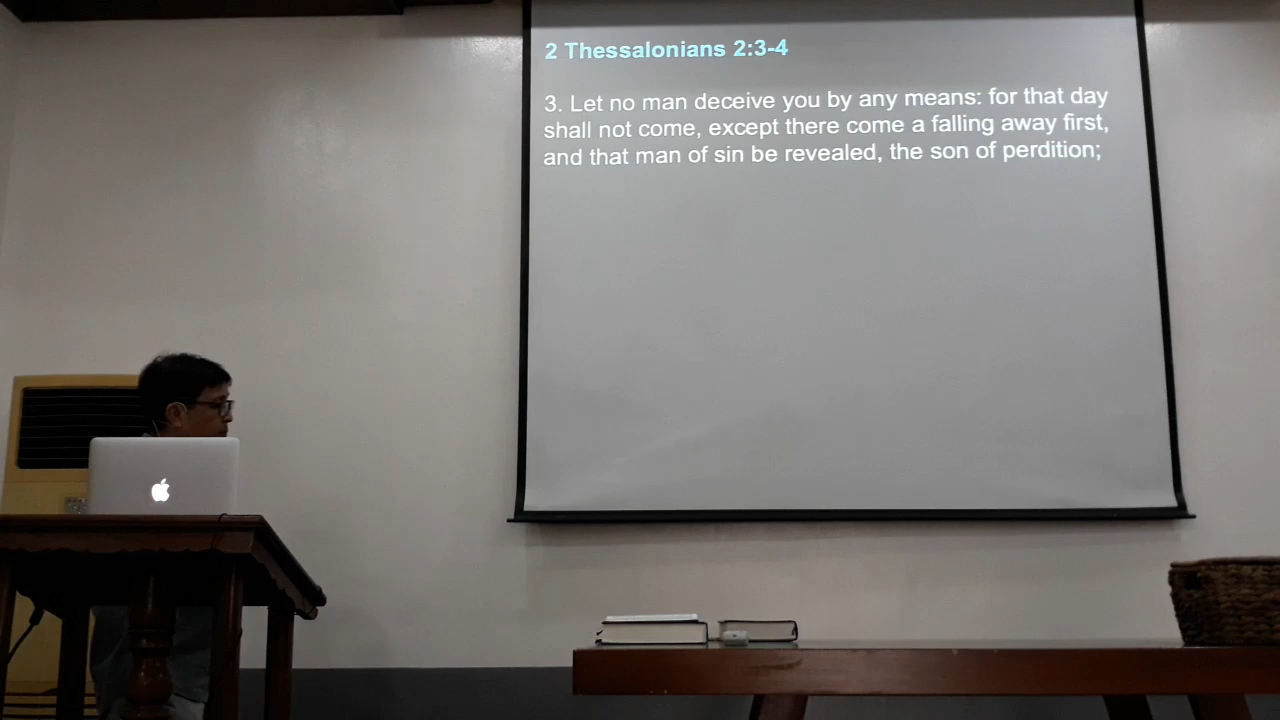 2 Thessalonians 2:3-4
3. Let no man deceive you by any means: for that day
shall not come, except there come a falling away first,
and that man of sin be revealed, the son of perdition;